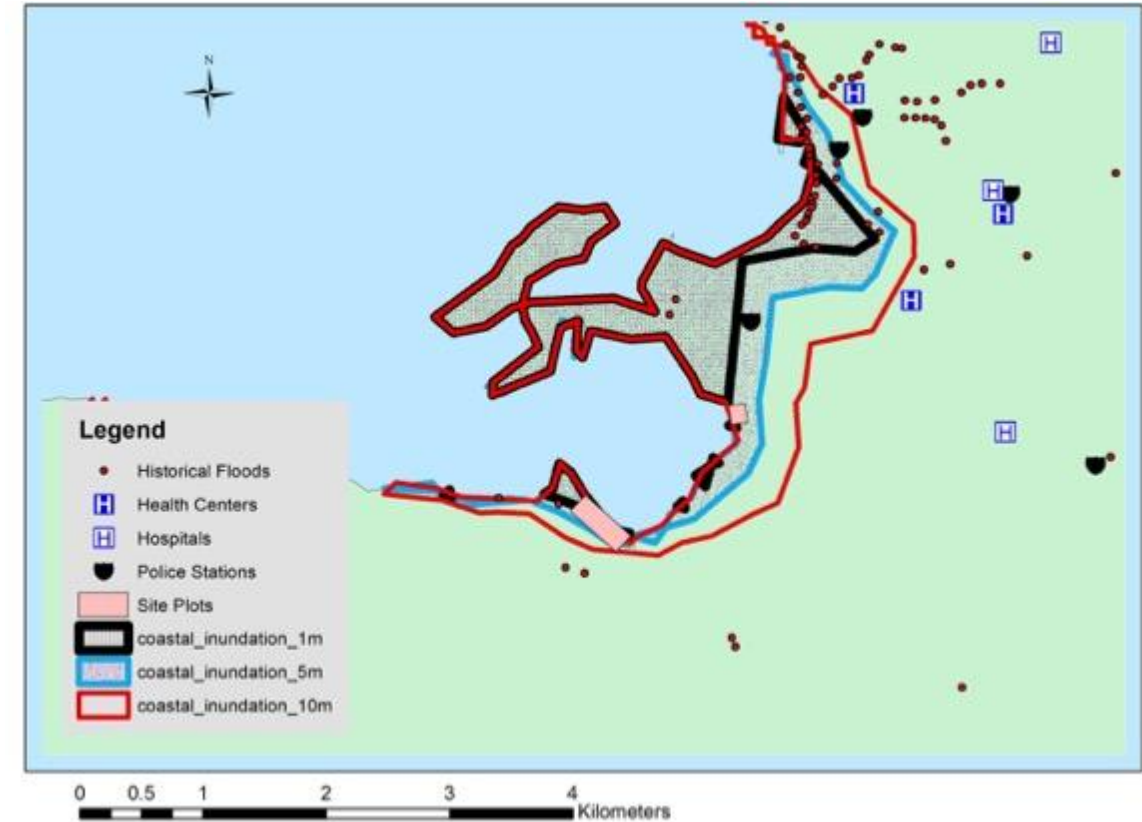 N
H
H
H
H
H
H
Legend
Historical Floods
H Health Centers
H Hospitals
Police Stations
Site Plots
coastal_inundation_1m
coastal_inundation_5m
coastal_inundation_10m
0 0.5 1 2 3 4
Kilometers